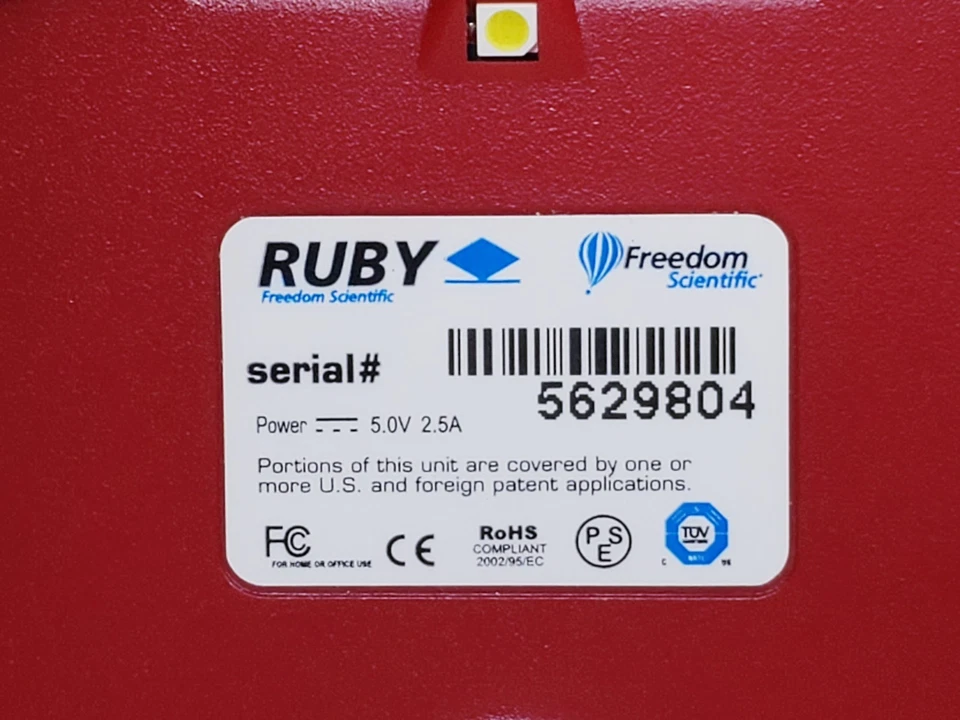 RUBY
Freedom Scientific
Freedom
Scientific
serial#
5629804
Power 5.0V 2.5A
Portions of this unit are covered by one or
more U.S. and foreign patent applications.
FC
FOR HOME OR OFFICE USE
CE
RoHS
COMPLIANT
2002/95/EC
PSE
TUV
C